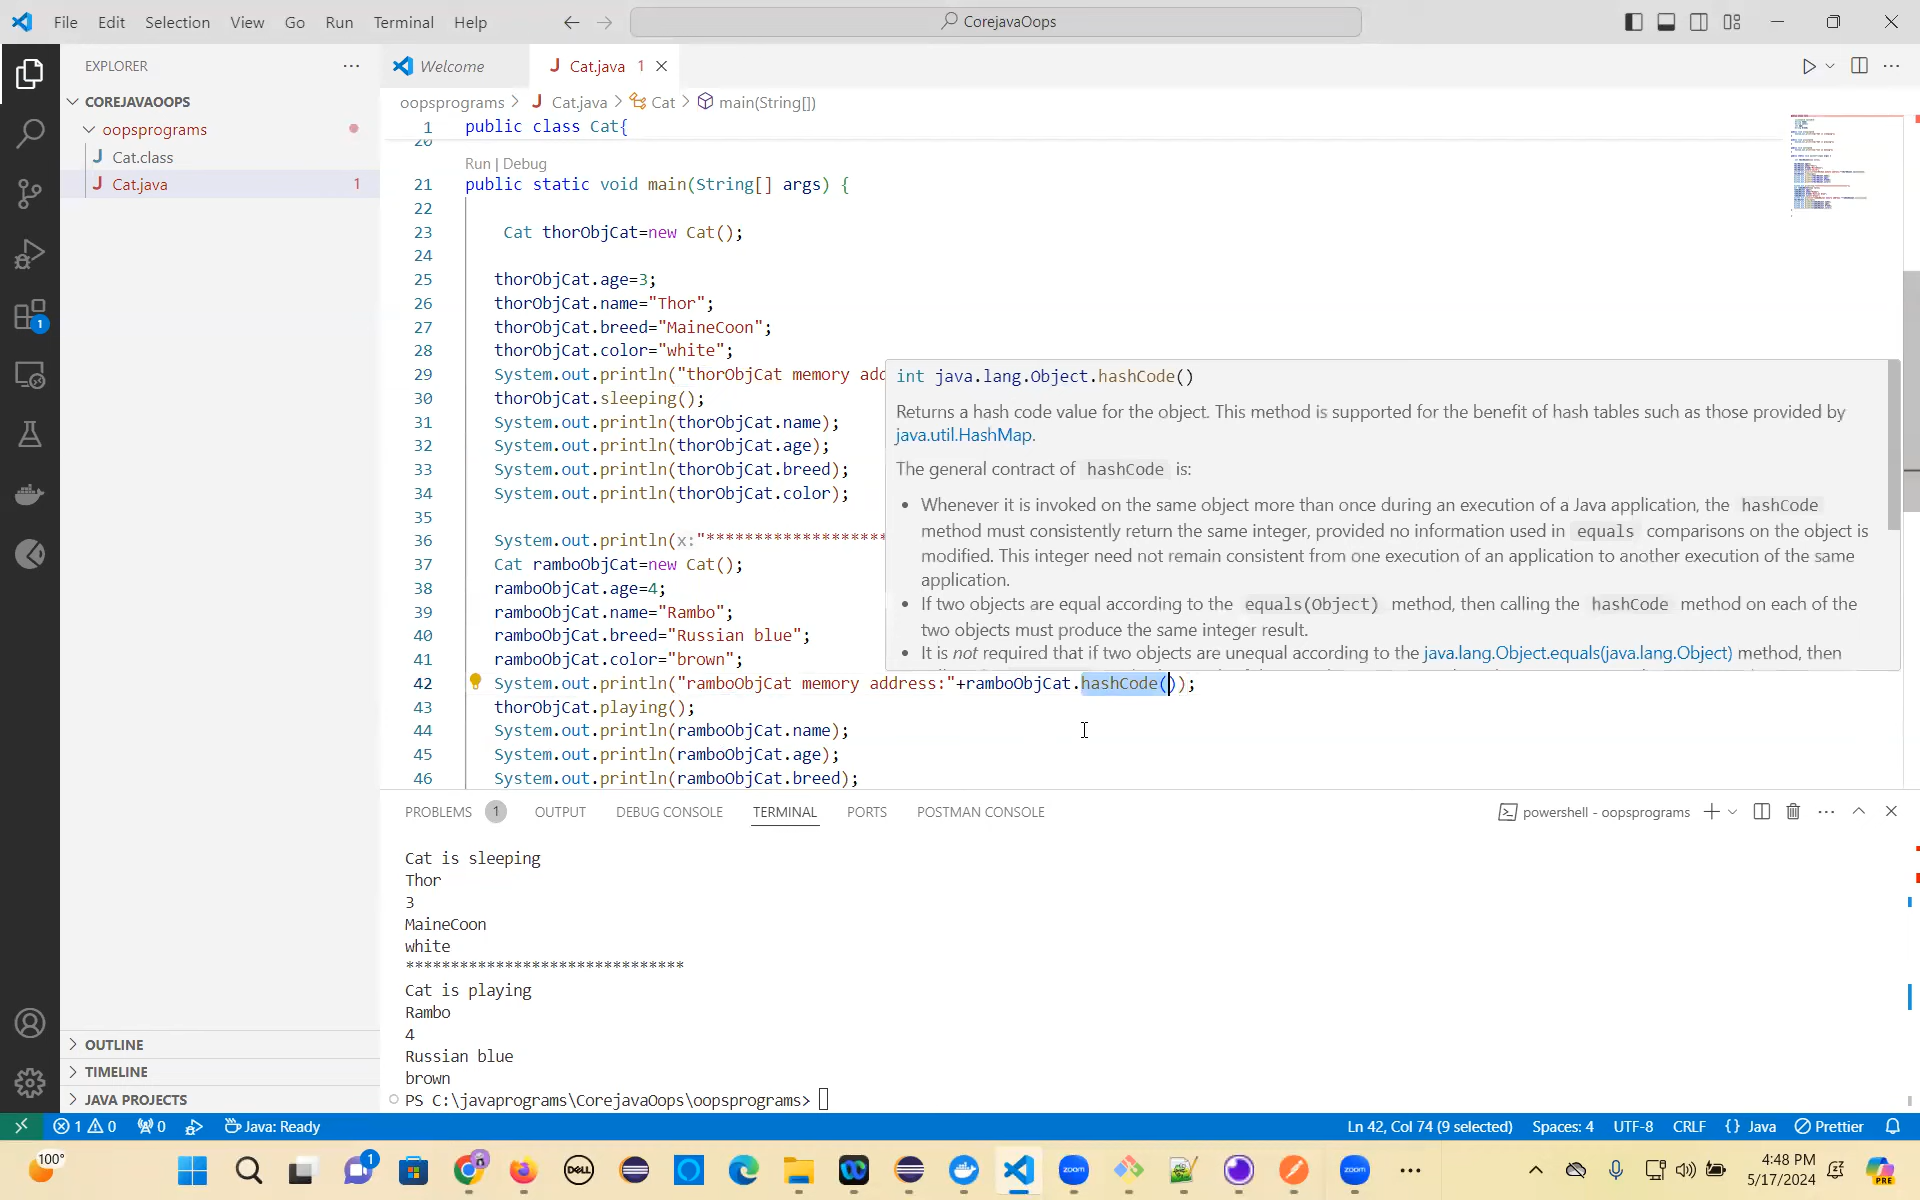 File Edit Selection View Go Run Terminal Help
CorejavaOops
EXPLORER
COREJAVAOOPS
oopsprograms
J Cat.class
J Cat.java 1
OUTLINE
TIMELINE
JAVA PROJECTS
Welcome
J Cat.java 1
oopsprograms > J Cat.java > Cat > main(String[])
1 public class Cat{
20
Run | Debug
21 public static void main(String[] args) {
22
23 Cat thorObjCat=new Cat();
24
25 thorObjCat.age=3;
26 thorObjCat.name="Thor";
27 thorObjCat.breed="MaineCoon";
28 thorObjCat.color="white";
29 System.out.println("thorObjCat memory add
30 thorObjCat.sleeping();
31 System.out.println(thorObjCat.name);
32 System.out.println(thorObjCat.age);
33 System.out.println(thorObjCat.breed);
34 System.out.println(thorObjCat.color);
35
36 System.out.println(x:"*******************
37 Cat ramboObjCat=new Cat();
38 ramboObjCat.age=4;
39 ramboObjCat.name="Rambo";
40 ramboObjCat.breed="Russian blue";
41 ramboObjCat.color="brown";
42 System.out.println("ramboObjCat memory address:"+ramboObjCat.hashCode());
43 thorObjCat.playing();
44 System.out.println(ramboObjCat.name);
45 System.out.println(ramboObjCat.age);
46 System.out.println(ramboObjCat.breed);
int java.lang.Object.hashCode()
Returns a hash code value for the object. This method is supported for the benefit of hash tables such as those provided by
java.util.HashMap.
The general contract of hashCode is:
• Whenever it is invoked on the same object more than once during an execution of a Java application, the hashCode
method must consistently return the same integer, provided no information used in equals comparisons on the object is
modified. This integer need not remain consistent from one execution of an application to another execution of the same
application.
• If two objects are equal according to the equals(Object) method, then calling the hashCode method on each of the
two objects must produce the same integer result.
• It is not required that if two objects are unequal according to the java.lang.Object.equals(java.lang.Object) method, then
PROBLEMS 1 OUTPUT DEBUG CONSOLE TERMINAL PORTS POSTMAN CONSOLE
powershell - oopsprograms
Cat is sleeping
Thor
3
MaineCoon
white
*******************************
Cat is playing
Rambo
4
Russian blue
brown
PS C:\javaprograms\CorejavaOops\oopsprograms>
1 0 0 Java: Ready
Ln 42, Col 74 (9 selected) Spaces: 4 UTF-8 CRLF {} Java Prettier
100°
1
1
DELL
zoom
zoom
4:48 PM
5/17/2024
PRE